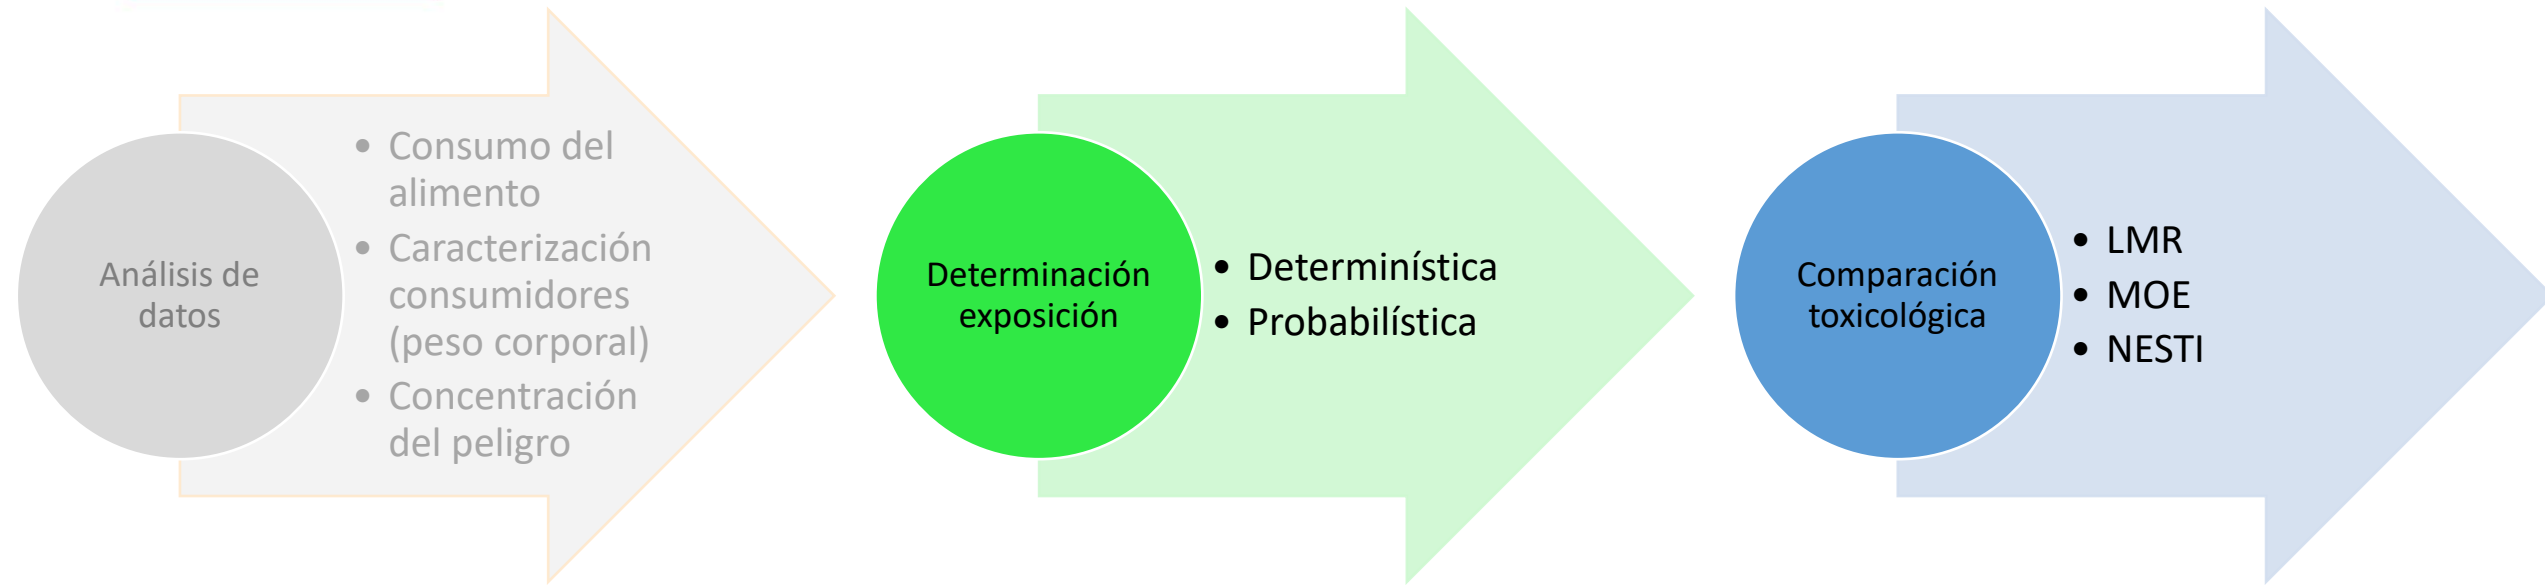 Análisis de
datos
• Consumo del
alimento
• Caracterización
consumidores
(peso corporal)
• Concentración
del peligro
Determinación
exposición
• Determinística
• Probabilística
Comparación
toxicológica
• LMR
• MOE
• NESTI